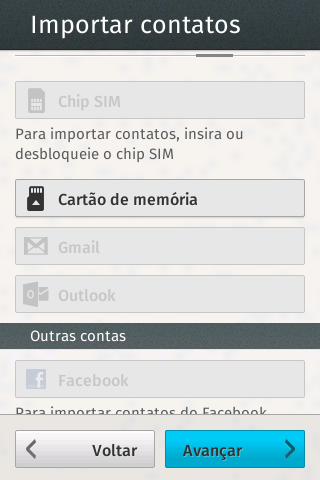 Importar contatos
Chip SIM
Para importar contatos, insira ou
desbloqueie o chip SIM
Cartão de memória
Gmail
Outlook
Outras contas
Facebook
Para importar contatos do Facebook
Voltar
Avançar